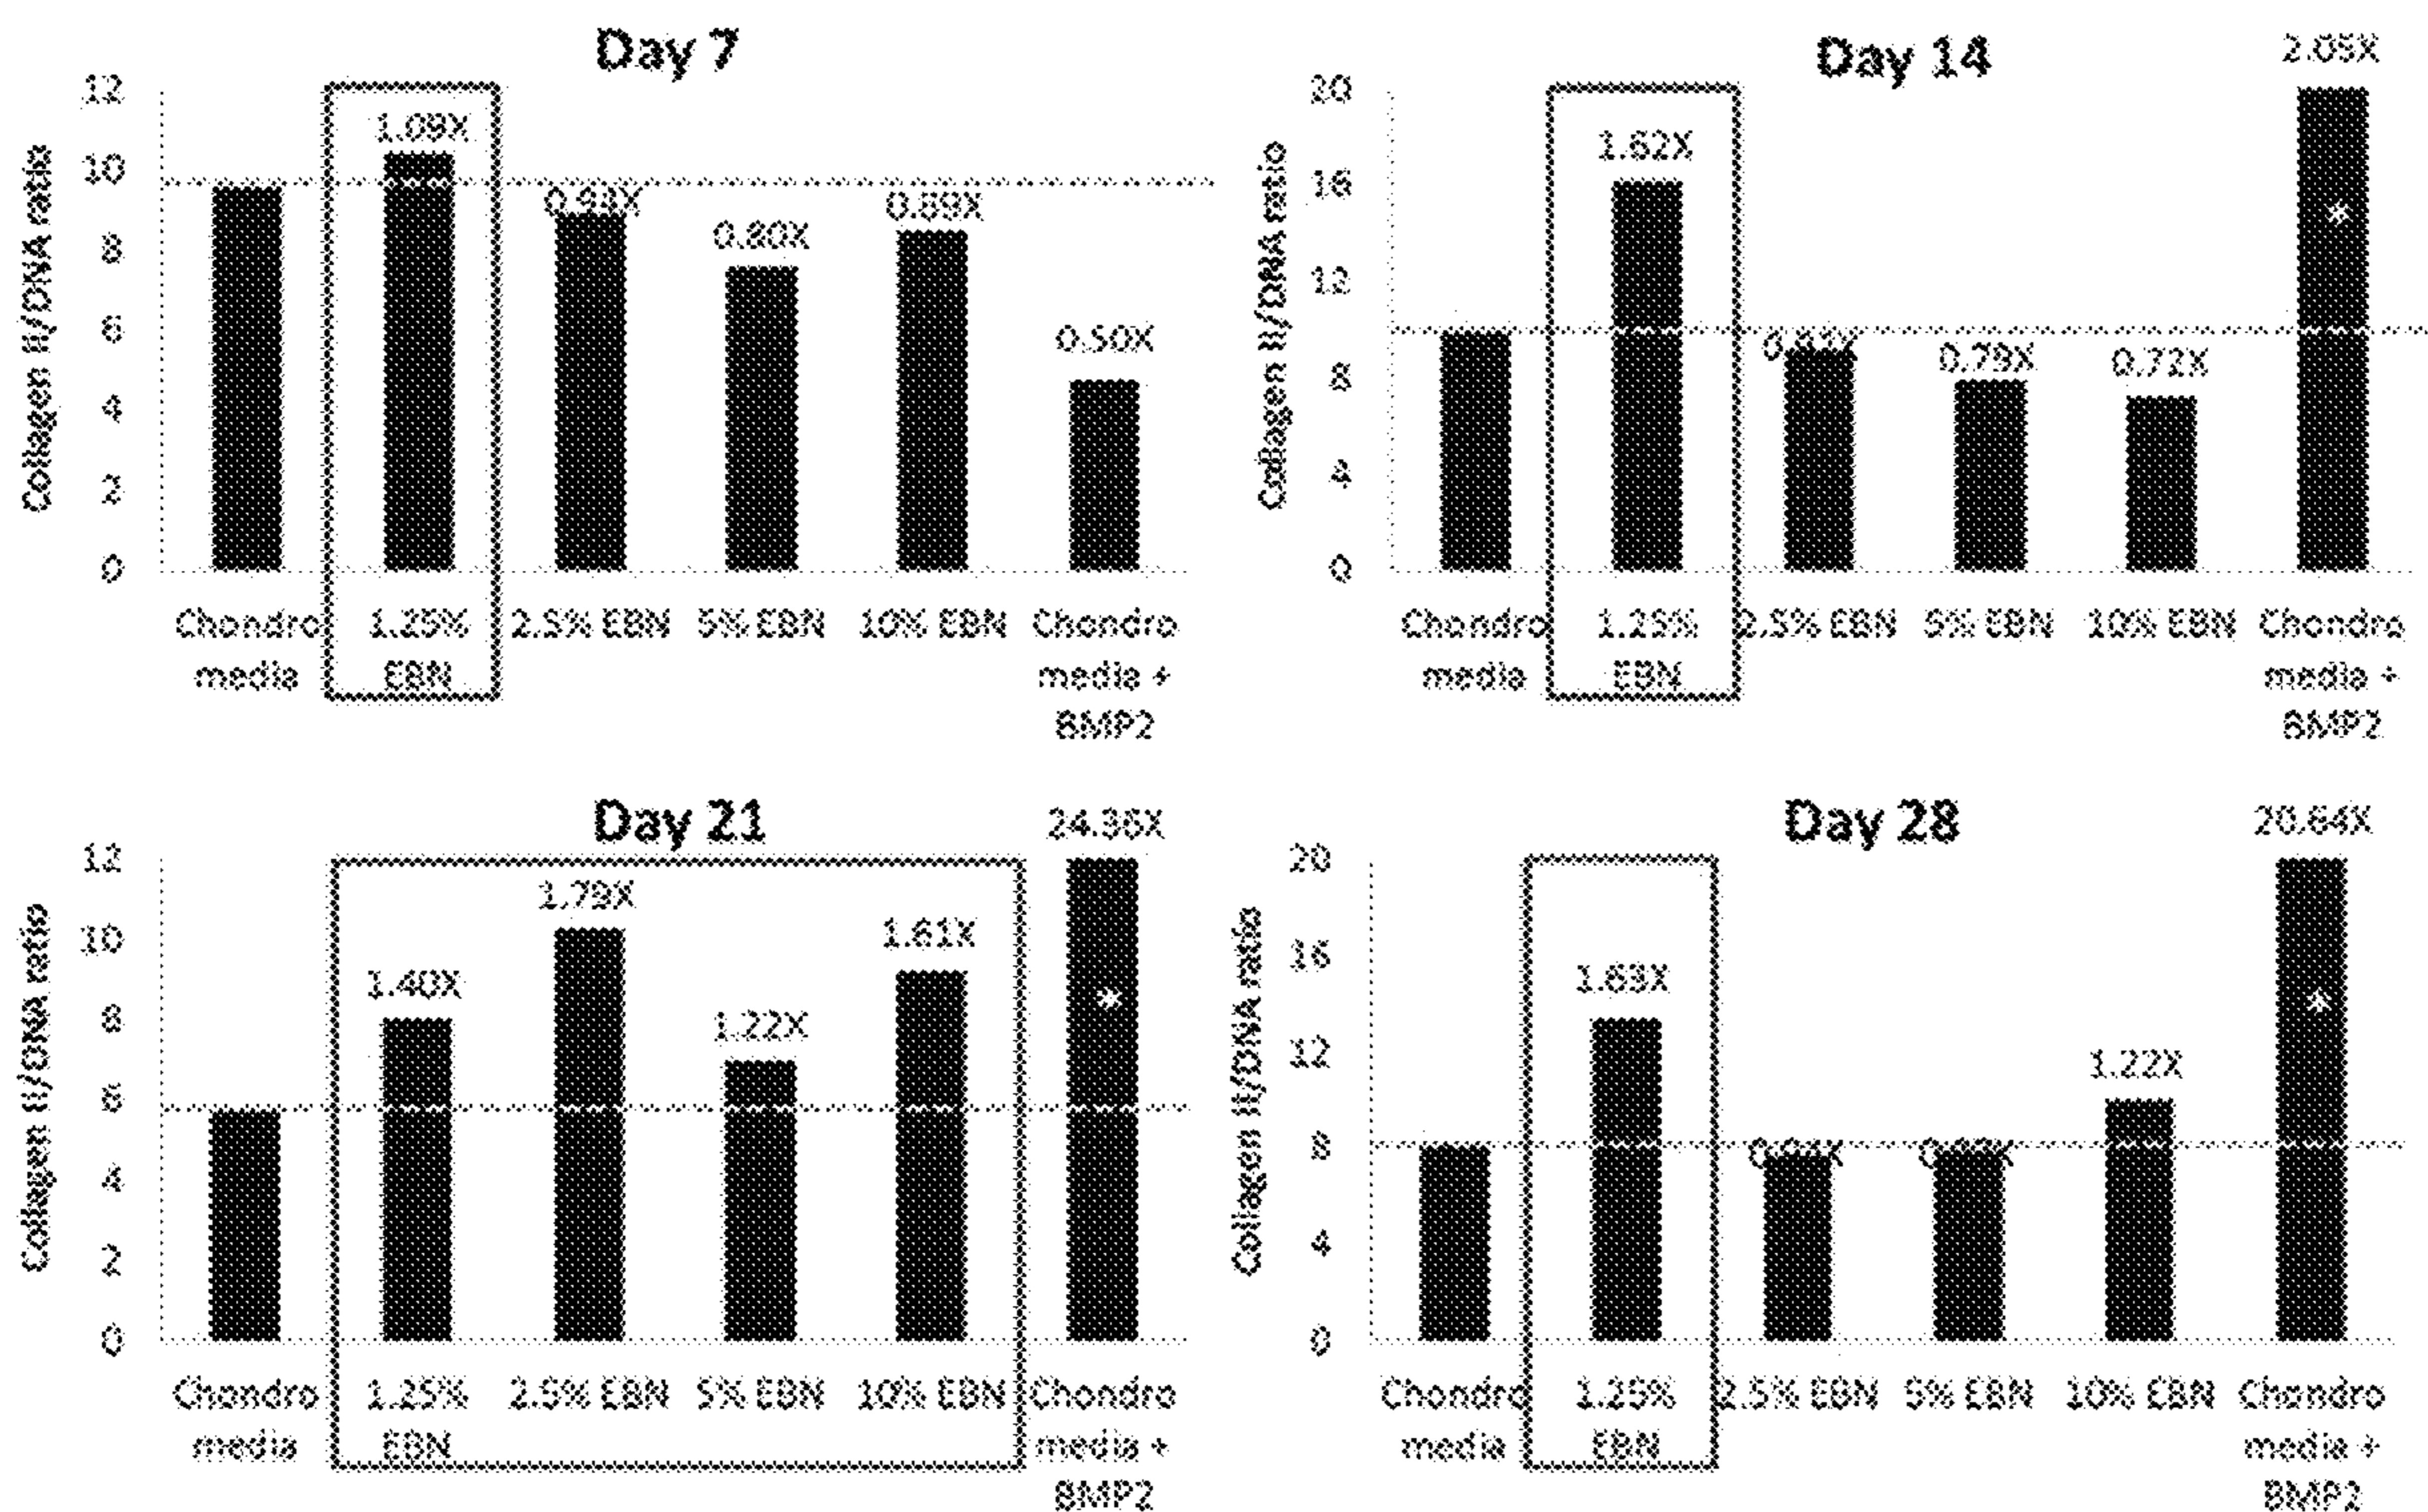 Day 7
Collagen II/DNA ratio
12
10
8
6
4
2
0
1.09X
0.94X
0.80X
0.89X
0.50X
Chondro media
1.25% EBN
2.5% EBN
5% EBN
10% EBN
Chondro media + BMP2
Day 14
Collagen II/DNA ratio
20
16
12
8
4
0
1.62X
0.79X
0.72X
2.05X
*
Chondro media
1.25% EBN
2.5% EBN
5% EBN
10% EBN
Chondro media + BMP2
Day 21
Collagen II/DNA ratio
12
10
8
6
4
2
0
1.40X
1.79X
1.22X
1.61X
24.36X
*
Chondro media
1.25% EBN
2.5% EBN
5% EBN
10% EBN
Chondro media + BMP2
Day 28
Collagen II/DNA ratio
20
16
12
8
4
0
1.63X
1.22X
20.64X
*
Chondro media
1.25% EBN
2.5% EBN
5% EBN
10% EBN
Chondro media + BMP2